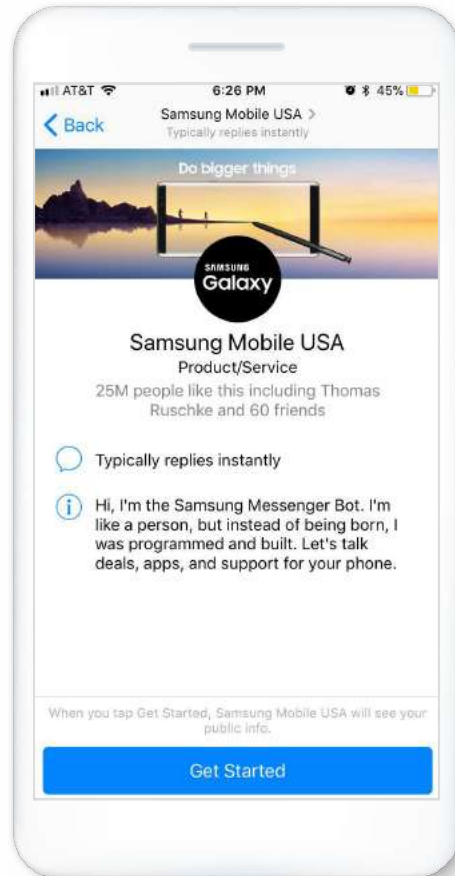 AT&T 6:26 PM 45%
Back Samsung Mobile USA >
Typically replies instantly
Do bigger things
SAMSUNG
Galaxy
Samsung Mobile USA
Product/Service
25M people like this including Thomas
Ruschke and 60 friends
Typically replies instantly
Hi, I'm the Samsung Messenger Bot. I'm
like a person, but instead of being born, I
was programmed and built. Let's talk
deals, apps, and support for your phone.
When you tap Get Started, Samsung Mobile USA will see your
public info.
Get Started